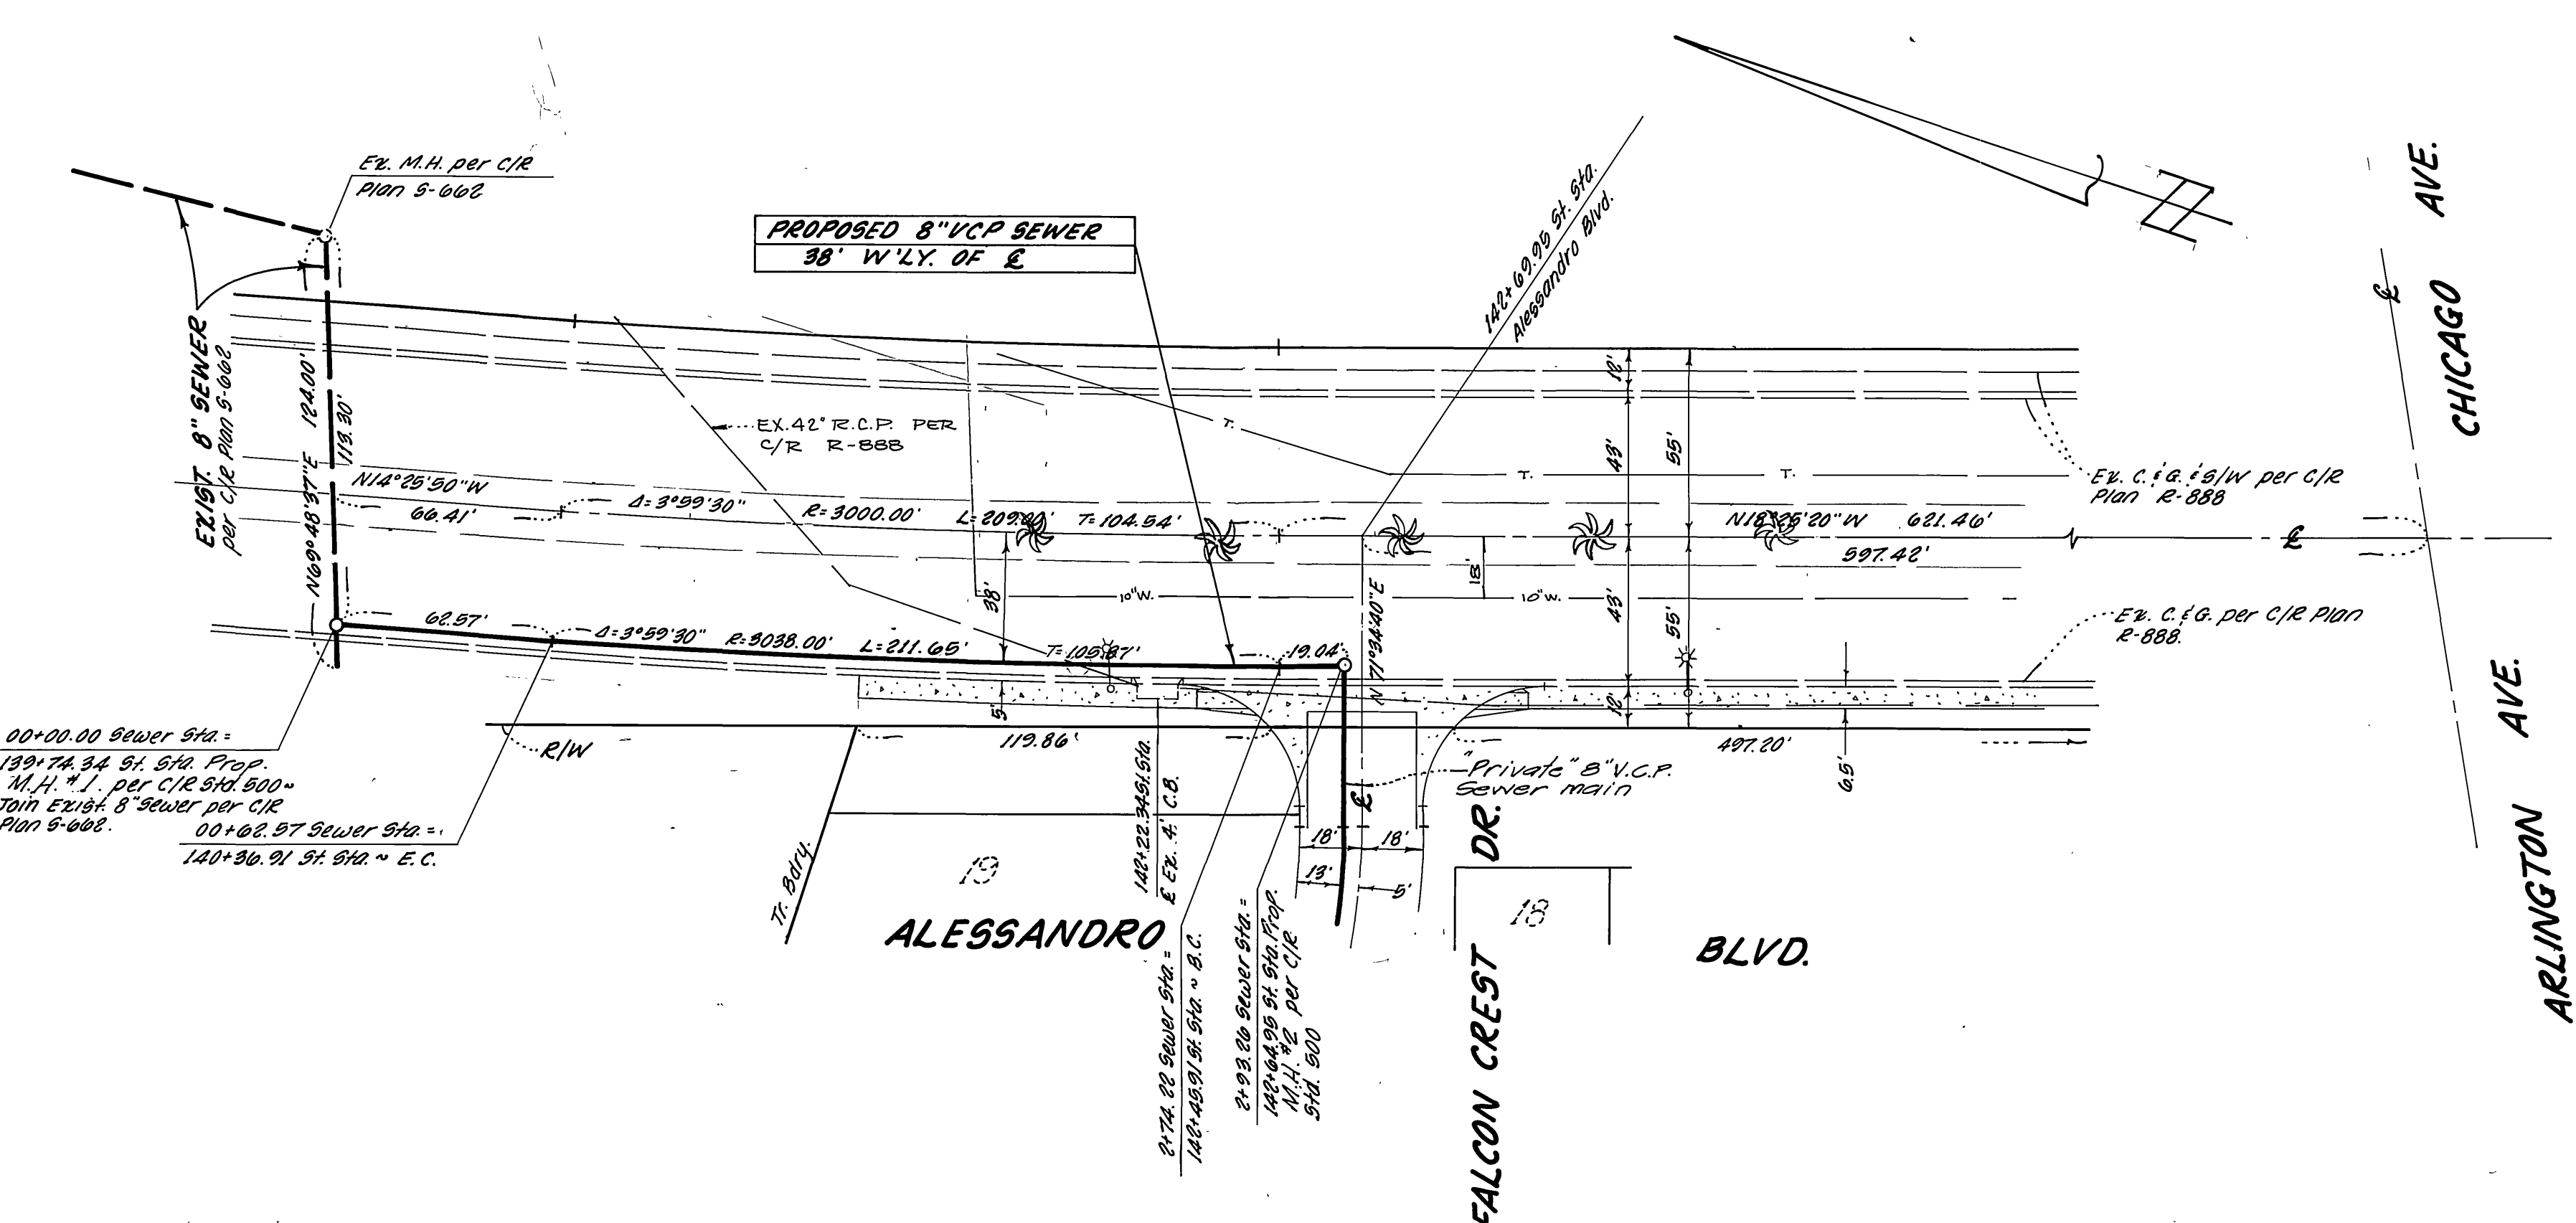 Ex. M.H. per C/R
Plan S-662
PROPOSED 8" VCP SEWER
38' W'LY. OF ℄
142+69.95 St. Sta.
Alessandro Blvd.
CHICAGO AVE.
℄
EXIST. 8" SEWER
per C/R Plan S-662
N69°48'37"E 124.00'
113.30'
EX. 42" R.C.P. PER
C/R R-888
T.
T.
T.
12'
43'
55'
Ex. C. & G. & S/W per C/R
Plan R-888
N14°25'50"W
66.41'
Δ=3°59'30"
R=3000.00'
T=104.54'
N18°25'20"W
621.46'
597.42'
℄
38'
18'
10"W.
10"W.
N 71°34'40"E
43'
55'
12'
Ex. C. & G. per C/R Plan
R-888.
62.57'
Δ=3°59'30"
R=3038.00'
L=211.65'
T=105.87'
19.04'
5'
R/W
119.86'
497.20'
6.5'
00+00.00 Sewer Sta. =
139+74.34 St. Sta. Prop.
M.H. #1. per C/R Std. 500~
Join Exist. 8" Sewer per C/R
Plan S-662.
00+62.57 Sewer Sta. =
140+36.91 St. Sta ~ E.C.
Tr. Bdry.
19
142+22.34 St. Sta.
℄ Ex. 4' C.B.
"Private" 8" V.C.P.
Sewer main
℄
18'
18'
13'
5'
18
ALESSANDRO
BLVD.
2+74.22 Sewer Sta. =
142+45.91 St. Sta. ~ B.C.
2+93.26 Sewer Sta. =
142+64.95 St. Sta. Prop.
M.H. #2 per C/R
Std. 500
FALCON CREST DR.
ARLINGTON AVE.